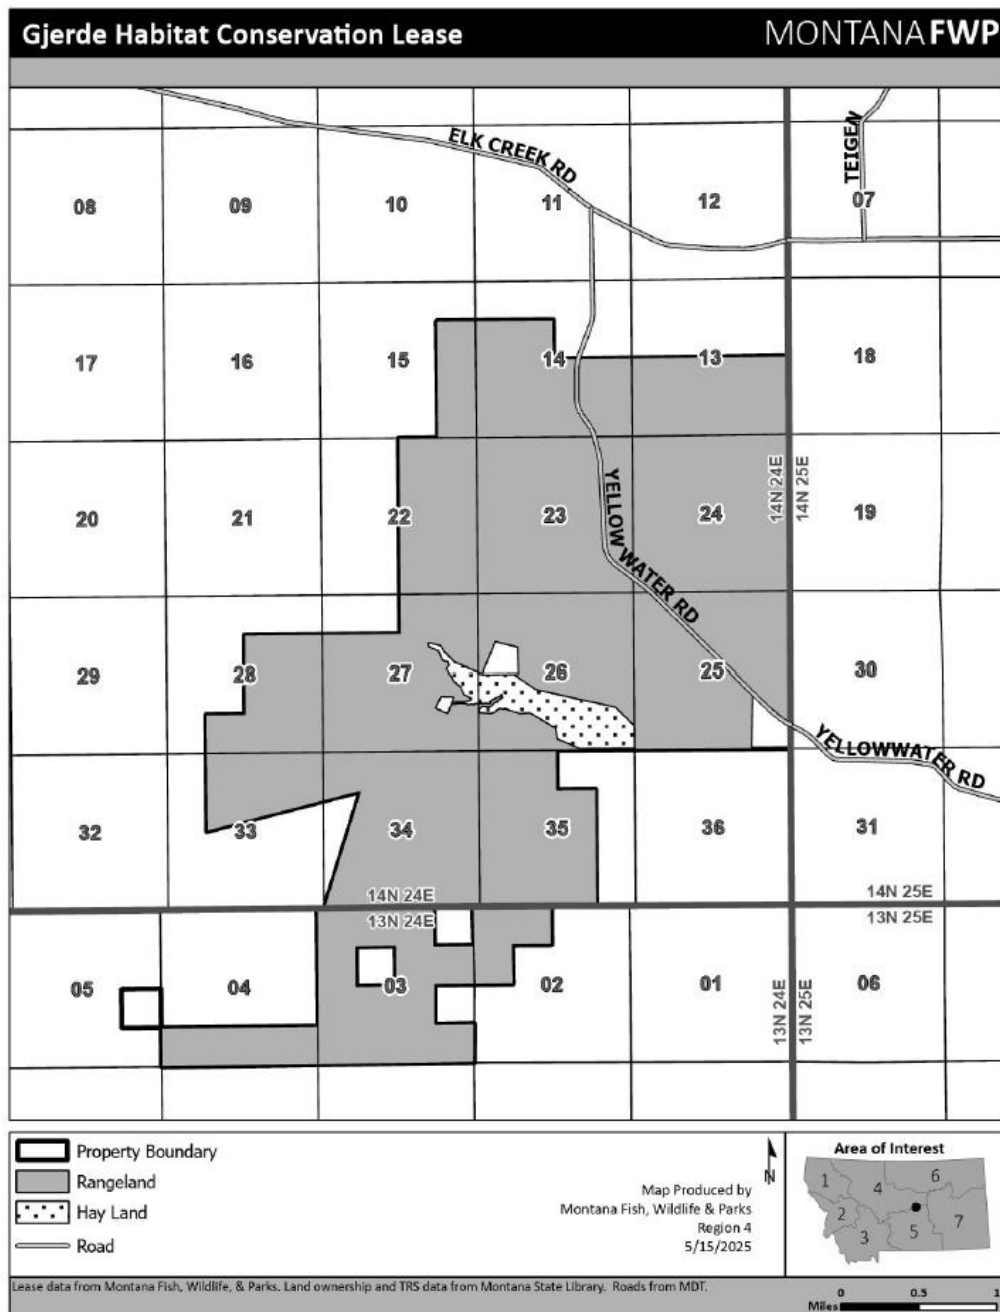 Gjerde Habitat Conservation Lease
MONTANA FWP
ELK CREEK RD
TEIGEN
08
09
10
11
12
07
17
16
15
14
13
18
20
21
22
23
24
19
14N 24E
14N 25E
YELLOW WATER RD
29
28
27
26
25
30
YELLOWWATER RD
32
33
34
35
36
31
14N 24E
14N 25E
13N 24E
13N 25E
05
04
03
02
01
06
13N 24E
13N 25E
Property Boundary
Rangeland
Hay Land
Road
Map Produced by
Montana Fish, Wildlife & Parks
Region 4
5/15/2025
N
Area of Interest
1
2
3
4
5
6
7
Lease data from Montana Fish, Wildlife, & Parks. Land ownership and TRS data from Montana State Library. Roads from MDT.
0 0.5 1
Miles